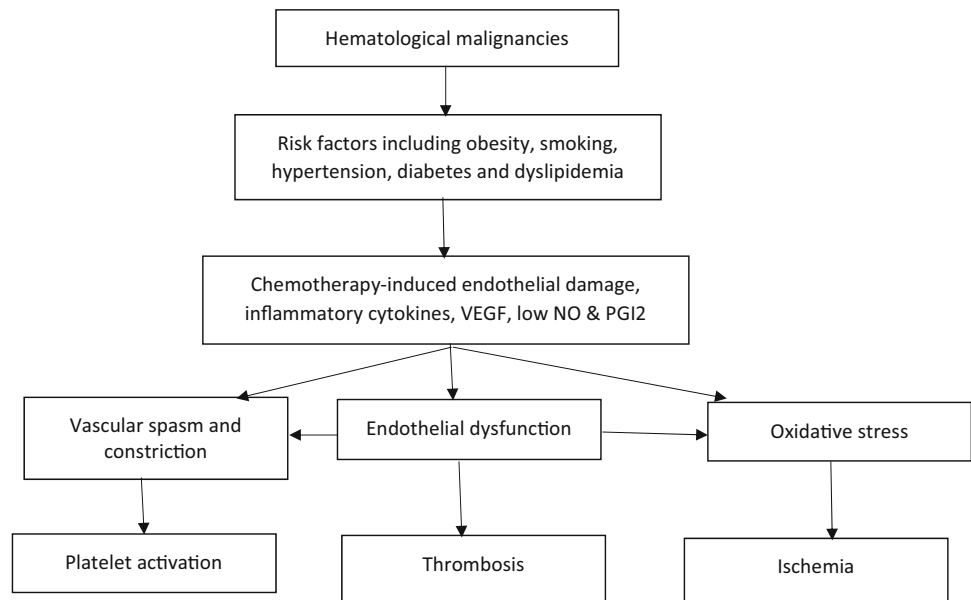 Hematological malignancies
Risk factors including obesity, smoking,
hypertension, diabetes and dyslipidemia
Chemotherapy-induced endothelial damage,
inflammatory cytokines, VEGF, low NO & PGI2
Vascular spasm and
constriction
Endothelial dysfunction
Oxidative stress
Platelet activation
Thrombosis
Ischemia